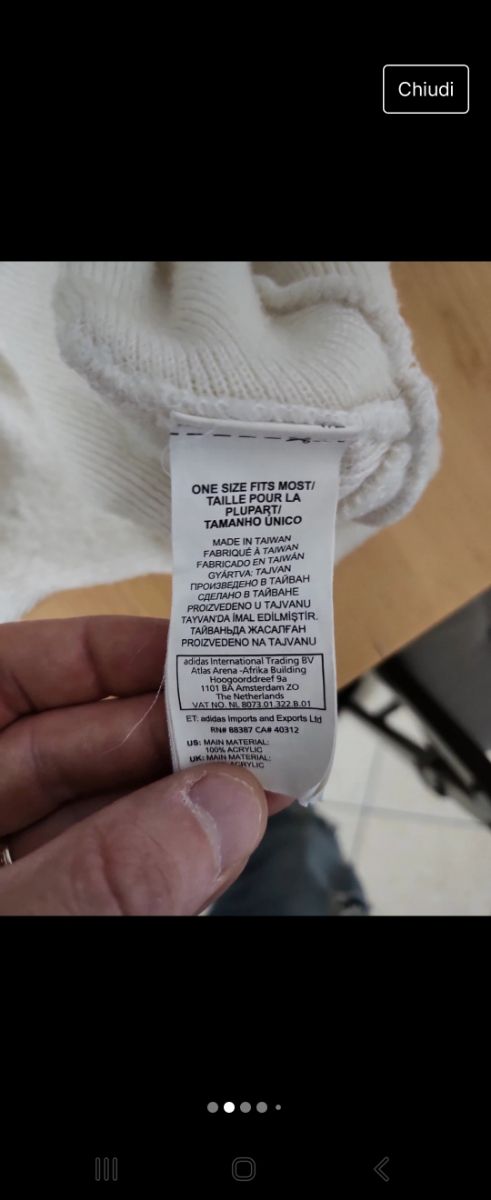 Chiudi
ONE SIZE FITS MOST/
TAILLE POUR LA
PLUPART/
TAMANHO ÚNICO
MADE IN TAIWAN
FABRIQUÉ À TAIWAN
FABRICADO EN TAIWÁN
GYÁRTVA: TAJVAN
ПРОИЗВЕДЕНО В ТАЙВАН
СДЕЛАНО В ТАЙВАНЕ
PROIZVEDENO U TAJVANU
TAYVAN'DA İMAL EDİLMİŞTİR.
ТАЙВАНЬДА ЖАСАЛҒАН
PROIZVEDENO NA TAJVANU
adidas International Trading BV
Atlas Arena -Afrika Building
Hoogoorddreef 9a
1101 BA Amsterdam ZO
The Netherlands
VAT NO. NL 8073.01.322.B.01
ET: adidas Imports and Exports Ltd
RN# 88387 CA# 40312
US: MAIN MATERIAL:
100% ACRYLIC
UK: MAIN MATERIAL:
ACRYLIC